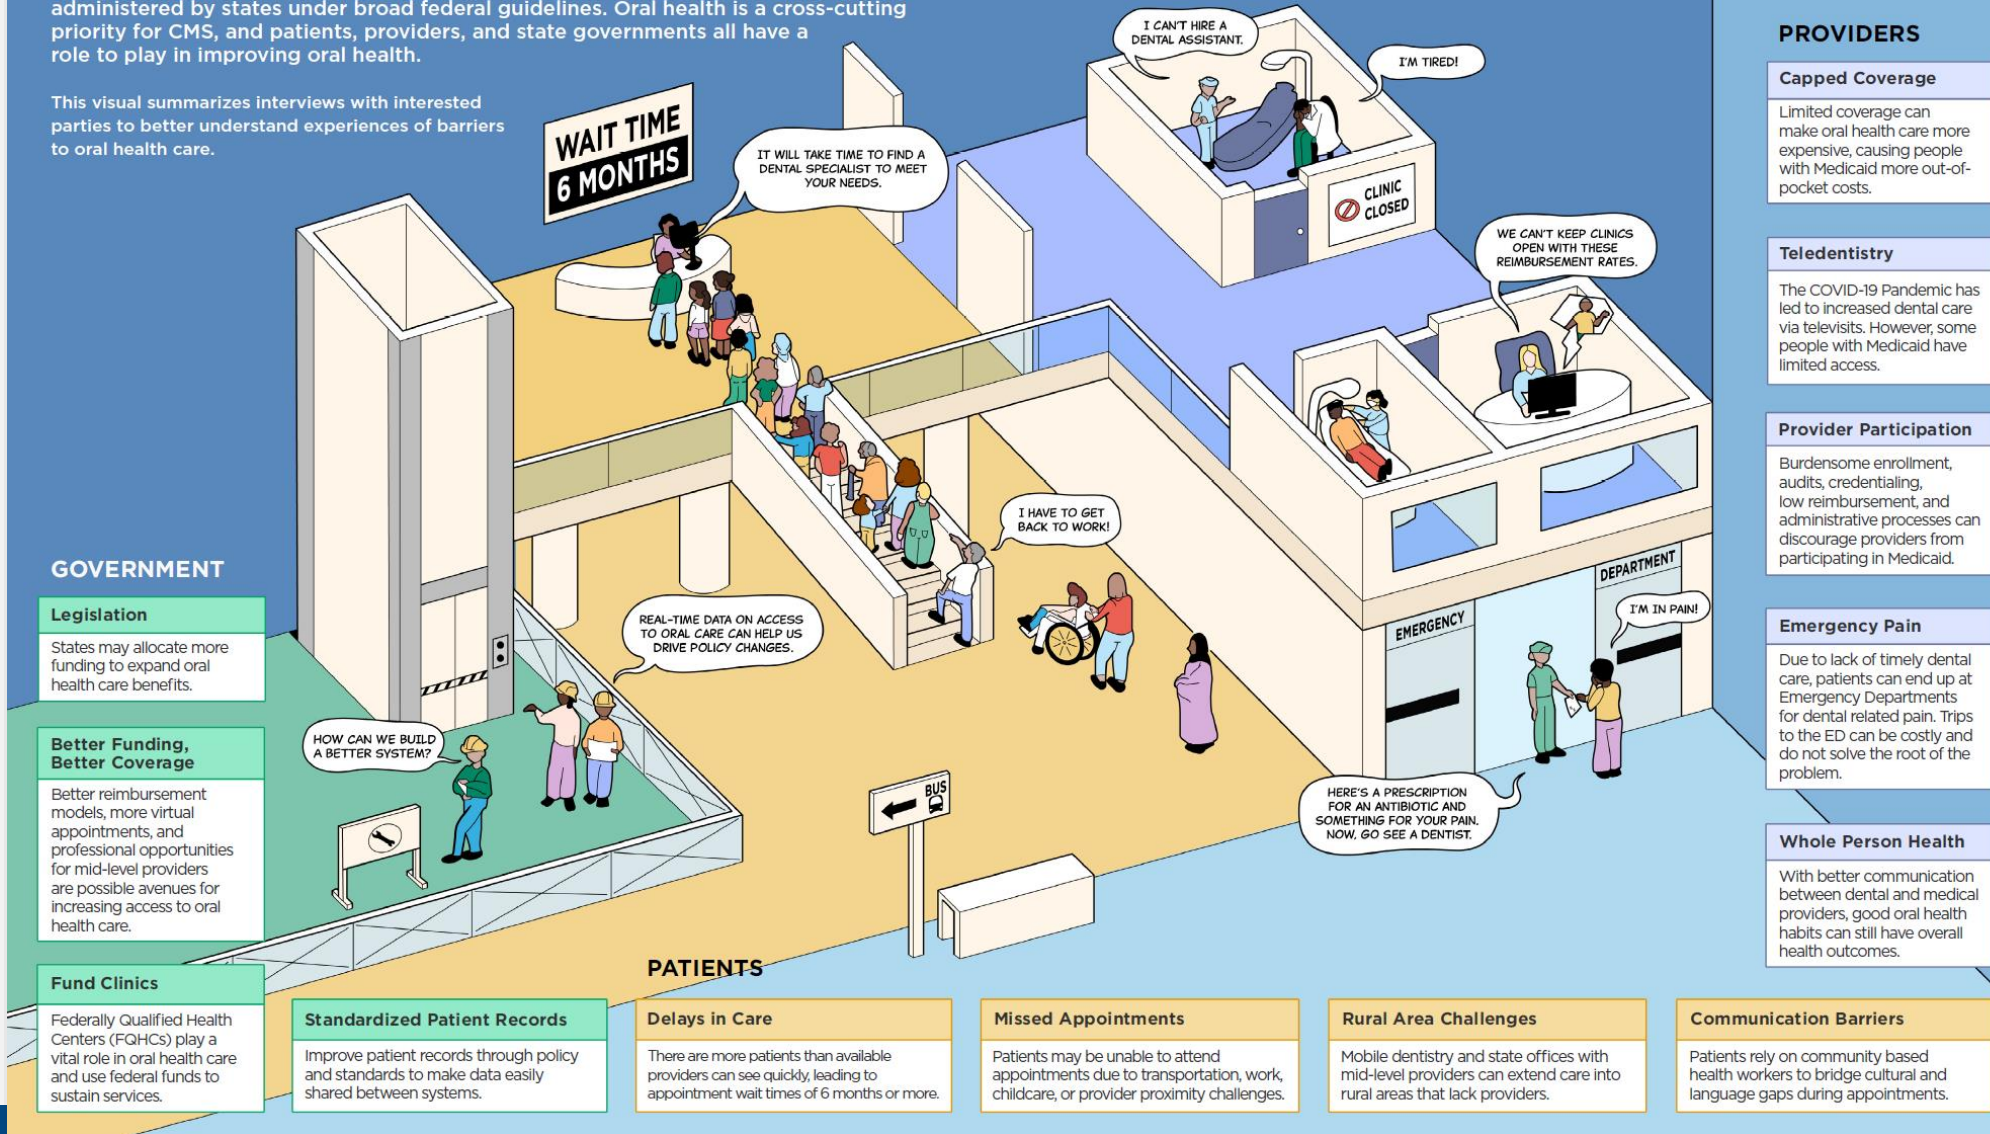 administered by states under broad federal guidelines. Oral health is a cross-cutting
priority for CMS, and patients, providers, and state governments all have a
role to play in improving oral health.
This visual summarizes interviews with interested
parties to better understand experiences of barriers
to oral health care.
WAIT TIME
6 MONTHS
IT WILL TAKE TIME TO FIND A
DENTAL SPECIALIST TO MEET
YOUR NEEDS.
I CAN'T HIRE A
DENTAL ASSISTANT.
I'M TIRED!
CLINIC
CLOSED
WE CAN'T KEEP CLINICS
OPEN WITH THESE
REIMBURSEMENT RATES.
I HAVE TO GET
BACK TO WORK!
REAL-TIME DATA ON ACCESS
TO ORAL CARE CAN HELP US
DRIVE POLICY CHANGES.
HOW CAN WE BUILD
A BETTER SYSTEM?
EMERGENCY
DEPARTMENT
I'M IN PAIN!
HERE'S A PRESCRIPTION
FOR AN ANTIBIOTIC AND
SOMETHING FOR YOUR PAIN.
NOW, GO SEE A DENTIST.
BUS
GOVERNMENT
Legislation
States may allocate more
funding to expand oral
health care benefits.
Better Funding,
Better Coverage
Better reimbursement
models, more virtual
appointments, and
professional opportunities
for mid-level providers
are possible avenues for
increasing access to oral
health care.
Fund Clinics
Federally Qualified Health
Centers (FQHCs) play a
vital role in oral health care
and use federal funds to
sustain services.
Standardized Patient Records
Improve patient records through policy
and standards to make data easily
shared between systems.
PATIENTS
Delays in Care
There are more patients than available
providers can see quickly, leading to
appointment wait times of 6 months or more.
Missed Appointments
Patients may be unable to attend
appointments due to transportation, work,
childcare, or provider proximity challenges.
Rural Area Challenges
Mobile dentistry and state offices with
mid-level providers can extend care into
rural areas that lack providers.
Communication Barriers
Patients rely on community based
health workers to bridge cultural and
language gaps during appointments.
PROVIDERS
Capped Coverage
Limited coverage can
make oral health care more
expensive, causing people
with Medicaid more out-of-
pocket costs.
Teledentistry
The COVID-19 Pandemic has
led to increased dental care
via televisits. However, some
people with Medicaid have
limited access.
Provider Participation
Burdensome enrollment,
audits, credentialing,
low reimbursement, and
administrative processes can
discourage providers from
participating in Medicaid.
Emergency Pain
Due to lack of timely dental
care, patients can end up at
Emergency Departments
for dental related pain. Trips
to the ED can be costly and
do not solve the root of the
problem.
Whole Person Health
With better communication
between dental and medical
providers, good oral health
habits can still have overall
health outcomes.